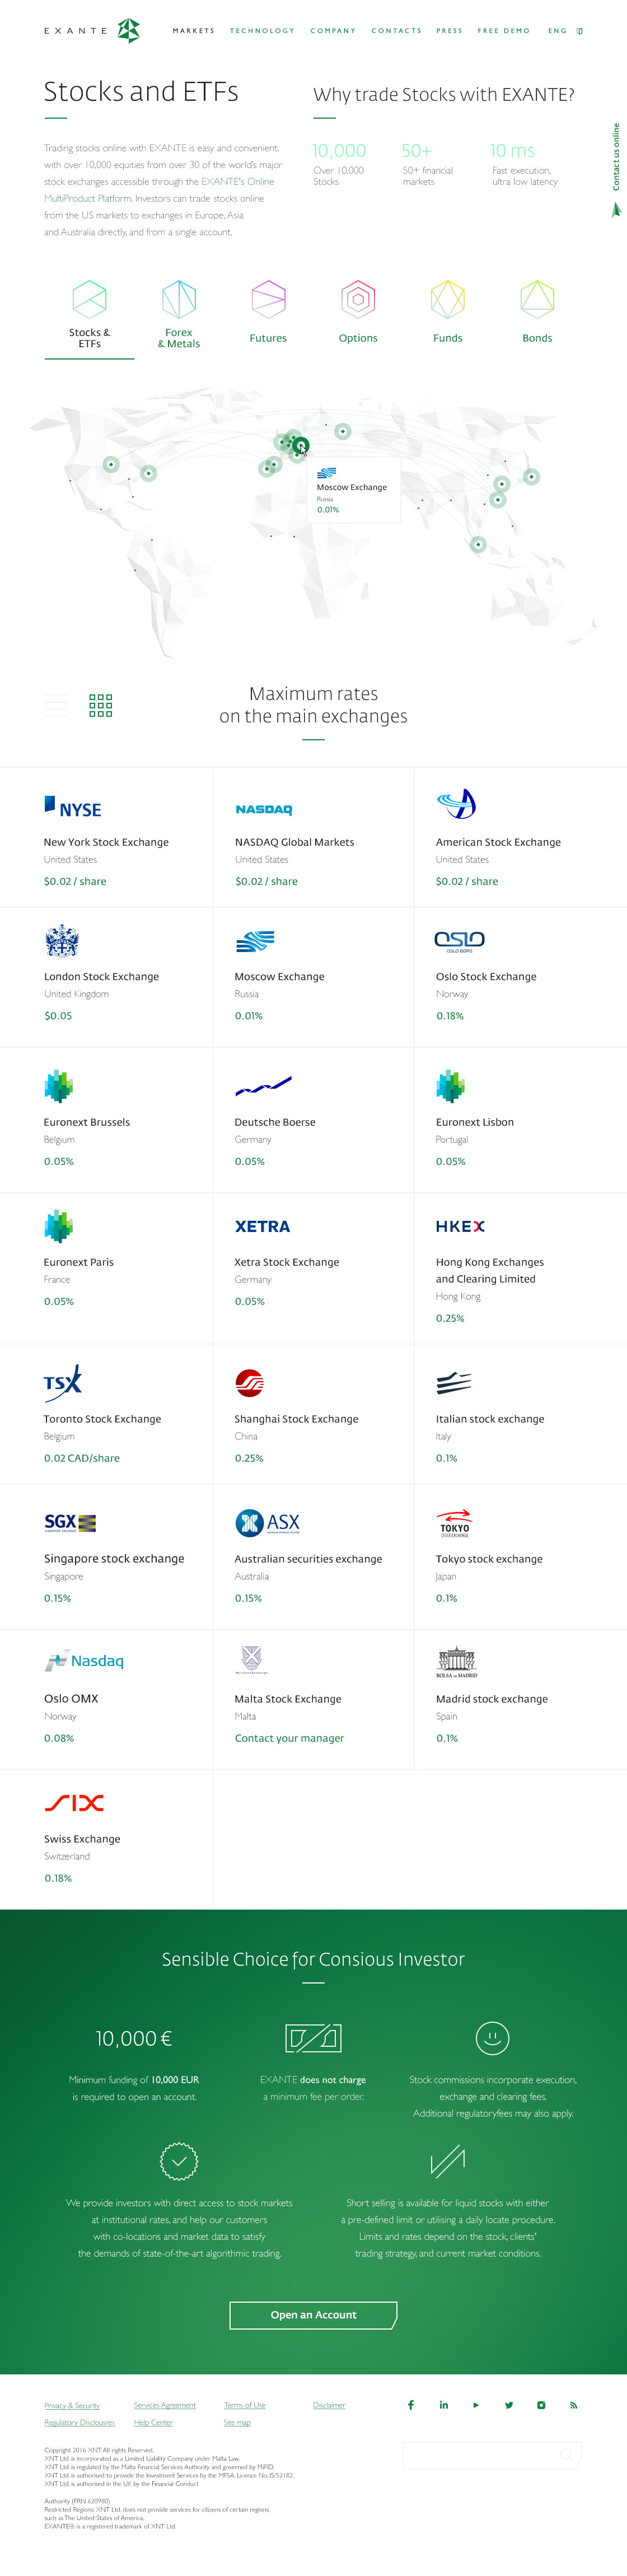 EXANTE
MARKETS TECHNOLOGY COMPANY CONTACTS PRESS FREE DEMO ENG
Stocks and ETFs
Trading stocks online with EXANTE is easy and convenient,
with over 10,000 equities from over 30 of the world's major
stock exchanges accessible through the EXANTE's Online
MultiProduct Platform. Investors can trade stocks online
from the US markets to exchanges in Europe, Asia
and Australia directly, and from a single account.
Why trade Stocks with EXANTE?
10,000
Over 10,000
Stocks
50+
50+ financial
markets
10 ms
Fast execution,
ultra low latency
Contact us online
Stocks &
ETFs
Forex
& Metals
Futures
Options
Funds
Bonds
Moscow Exchange
Russia
0.01%
Maximum rates
on the main exchanges
NYSE
New York Stock Exchange
United States
$0.02 / share
NASDAQ
NASDAQ Global Markets
United States
$0.02 / share
American Stock Exchange
United States
$0.02 / share
London Stock Exchange
United Kingdom
$0.05
Moscow Exchange
Russia
0.01%
OSLO
OSLO BØRS
Oslo Stock Exchange
Norway
0.18%
Euronext Brussels
Belgium
0.05%
Deutsche Boerse
Germany
0.05%
Euronext Lisbon
Portugal
0.05%
Euronext Paris
France
0.05%
XETRA
Xetra Stock Exchange
Germany
0.05%
HKEX
Hong Kong Exchanges
and Clearing Limited
Hong Kong
0.25%
TSX
Toronto Stock Exchange
Belgium
0.02 CAD/share
Shanghai Stock Exchange
China
0.25%
Italian stock exchange
Italy
0.1%
SGX
SINGAPORE EXCHANGE
Singapore stock exchange
Singapore
0.15%
ASX
Australian securities exchange
Australia
0.15%
TOKYO
STOCK EXCHANGE
Tokyo stock exchange
Japan
0.1%
Nasdaq
Oslo OMX
Norway
0.08%
Malta Stock Exchange
Malta
Contact your manager
BOLSA DE MADRID
Madrid stock exchange
Spain
0.1%
SIX
Swiss Exchange
Switzerland
0.18%
Sensible Choice for Consious Investor
10,000 €
Minimum funding of 10,000 EUR
is required to open an account.
EXANTE does not charge
a minimum fee per order.
Stock commissions incorporate execution,
exchange and clearing fees.
Additional regulatoryfees may also apply.
We provide investors with direct access to stock markets
at institutional rates, and help our customers
with co-locations and market data to satisfy
the demands of state-of-the-art algorithmic trading.
Short selling is available for liquid stocks with either
a pre-defined limit or utilising a daily locate procedure.
Limits and rates depend on the stock, clients'
trading strategy, and current market conditions.
Open an Account
Privacy & Security
Services Agreement
Terms of Use
Disclaimer
Regulatory Disclousres
Help Center
Site map
Copyright 2016 XNT. All rights Reserved.
XNT Ltd. is incorporated as a Limited Liability Company under Malta Law.
XNT Ltd. is regulated by the Malta Financial Services Authority and governed by MiFID.
XNT Ltd. is authorised to provide the Investment Services by the MFSA. Licence No.IS/52182.
XNT Ltd. is authorised in the UK by the Financial Conduct
Authority (FRN 620980)
Restricted Regions: XNT Ltd. does not provide services for citizens of certain regions,
such as The United States of America.
EXANTE® is a registered trademark of XNT Ltd.